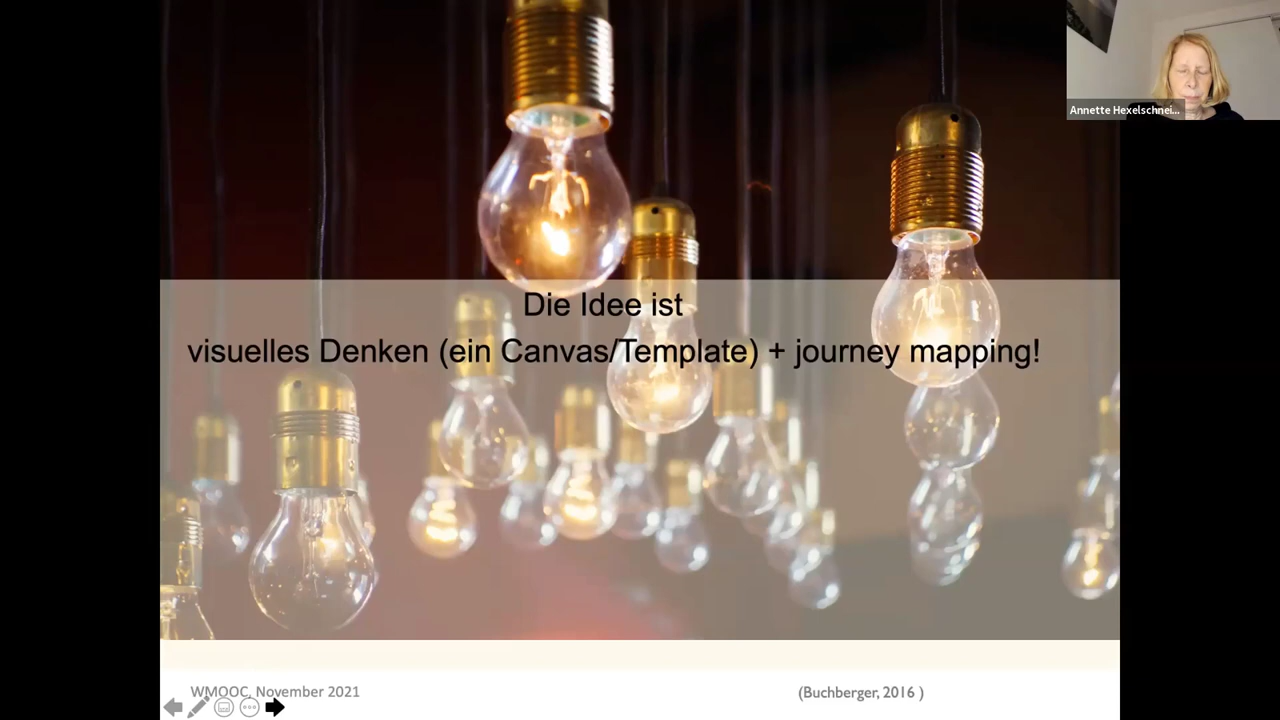 Annette Hexelschnei...
Die Idee ist
visuelles Denken (ein Canvas/Template) + journey mapping!
WMOOC, November 2021
(Buchberger, 2016 )